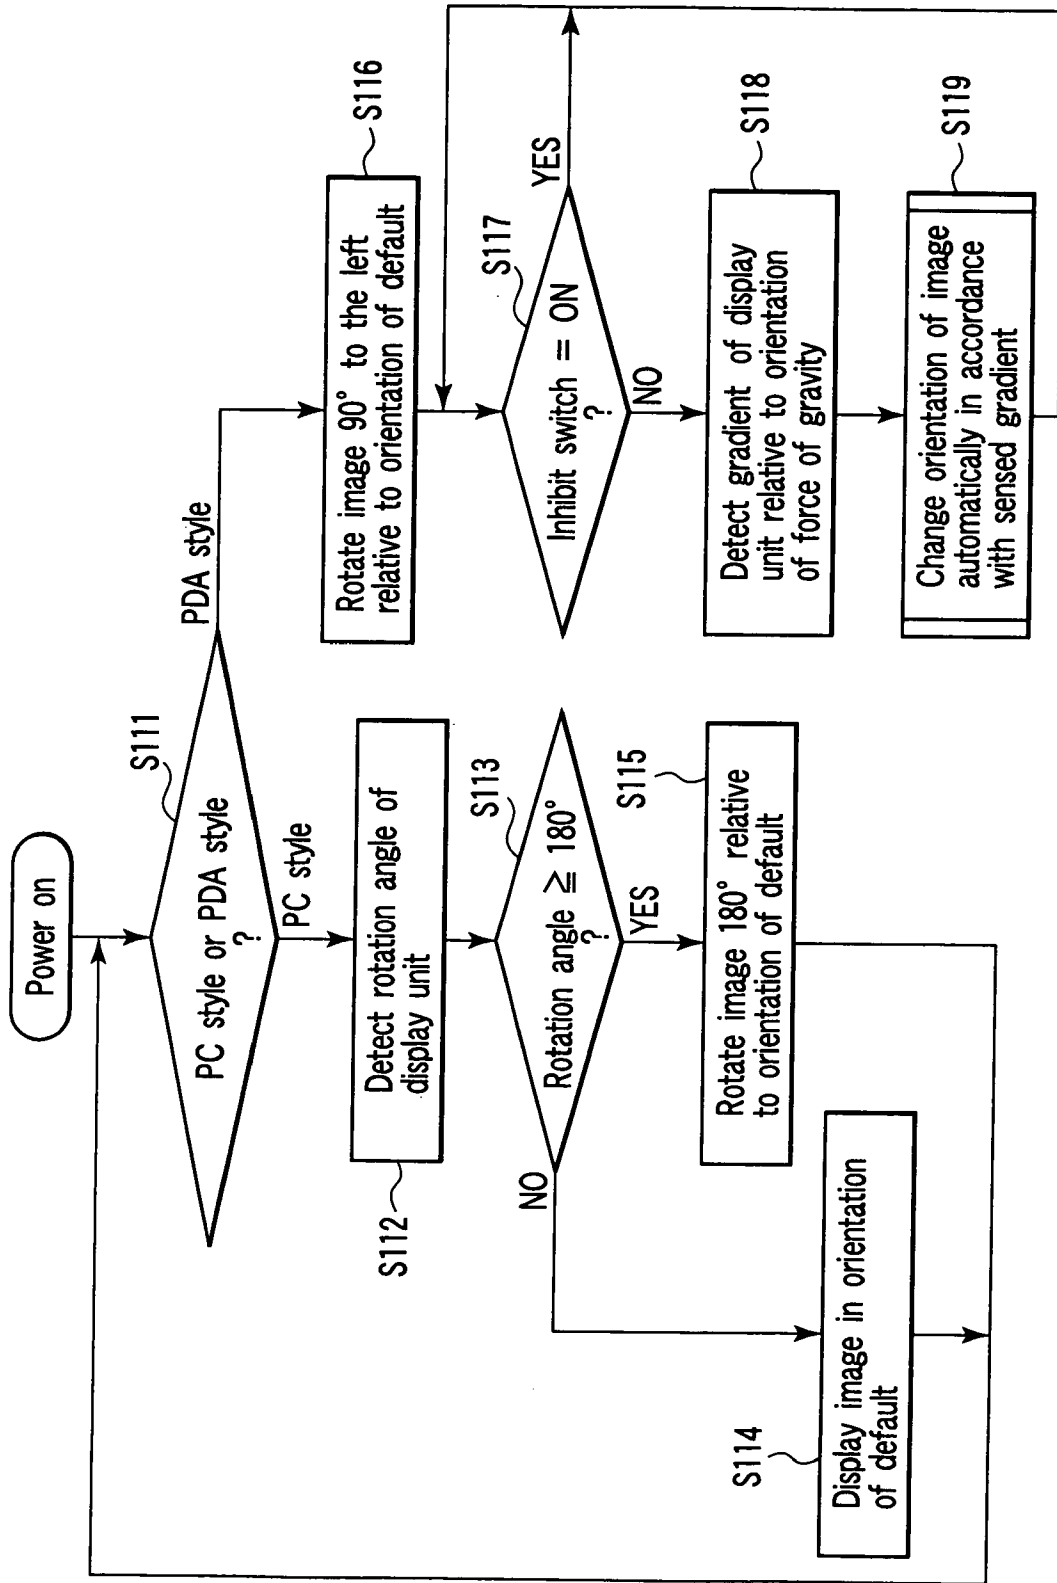 Power on
S111
PC style or PDA style
?
PDA style
PC style
S112
Detect rotation angle of
display unit
S113
Rotation angle ≧ 180°
?
NO
YES
S114
Display image in orientation
of default
S115
Rotate image 180° relative
to orientation of default
S116
Rotate image 90° to the left
relative to orientation of default
S117
Inhibit switch = ON
?
YES
NO
S118
Detect gradient of display
unit relative to orientation
of force of gravity
S119
Change orientation of image
automatically in accordance
with sensed gradient